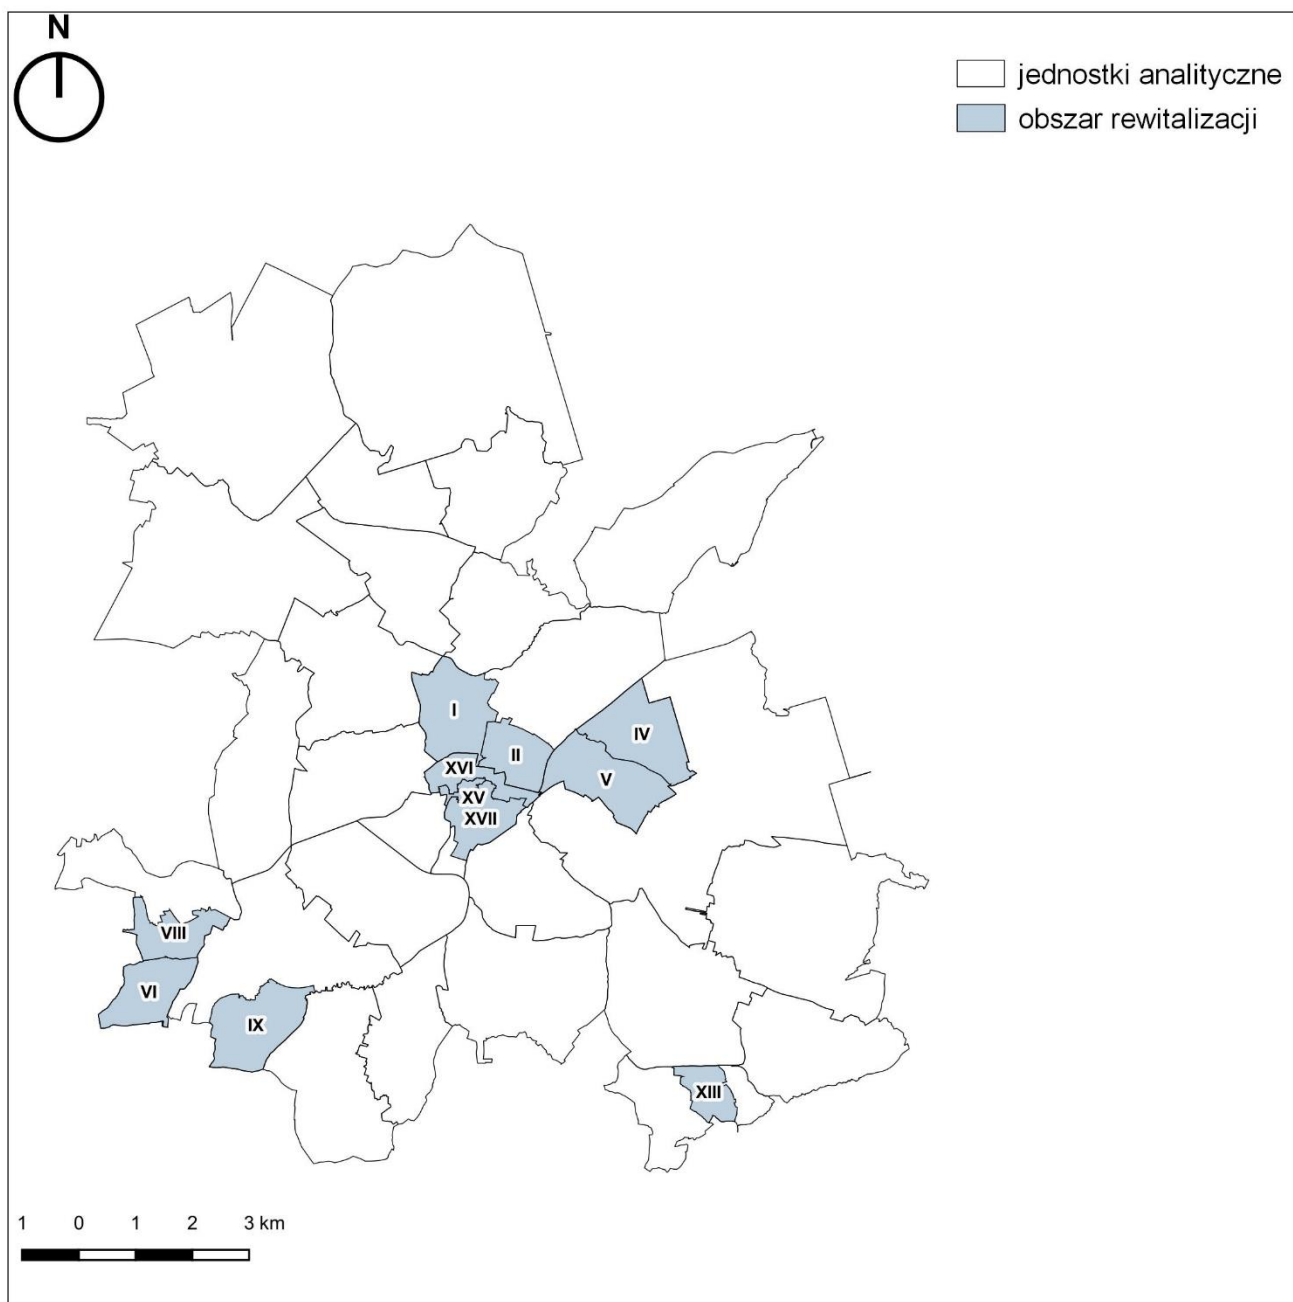 N
jednostki analityczne
obszar rewitalizacji
I
IV
II
XVI
V
XV
XVII
VIII
VI
IX
XIII
1 0 1 2 3 km